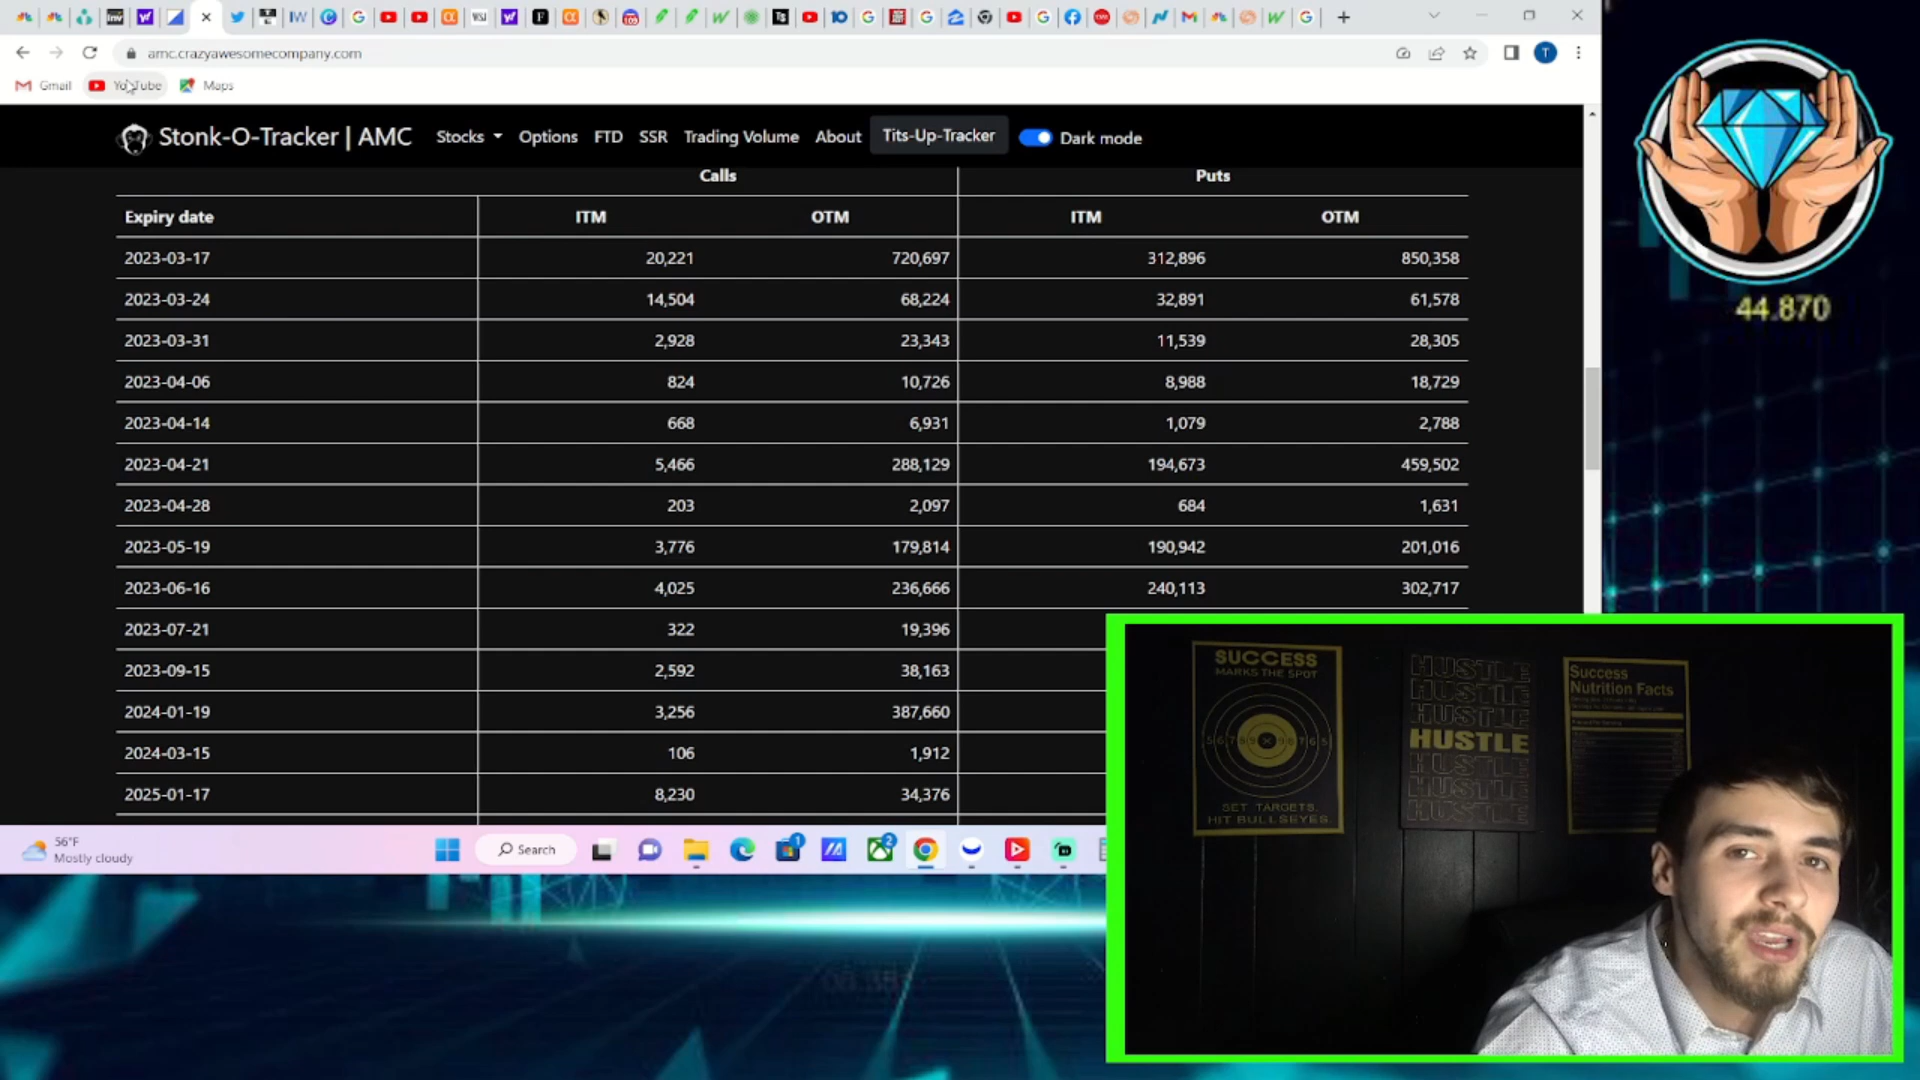 amc.crazyawesomecompany.com
Gmail YouTube Maps
Stonk-O-Tracker | AMC Stocks Options FTD SSR Trading Volume About Tits-Up-Tracker Dark mode
Calls Puts
Expiry date ITM OTM ITM OTM
2023-03-17 20,221 720,697 312,896 850,358
2023-03-24 14,504 68,224 32,891 61,578
2023-03-31 2,928 23,343 11,539 28,305
2023-04-06 824 10,726 8,988 18,729
2023-04-14 668 6,931 1,079 2,788
2023-04-21 5,466 288,129 194,673 459,502
2023-04-28 203 2,097 684 1,631
2023-05-19 3,776 179,814 190,942 201,016
2023-06-16 4,025 236,666 240,113 302,717
2023-07-21 322 19,396
2023-09-15 2,592 38,163
2024-01-19 3,256 387,660
2024-03-15 106 1,912
2025-01-17 8,230 34,376
44.870
56°F
Mostly cloudy
Search
SUCCESS
MARKS THE SPOT
SET TARGETS.
HIT BULLSEYES.
HUSTLE
HUSTLE
HUSTLE
HUSTLE
HUSTLE
HUSTLE
HUSTLE
Success
Nutrition Facts